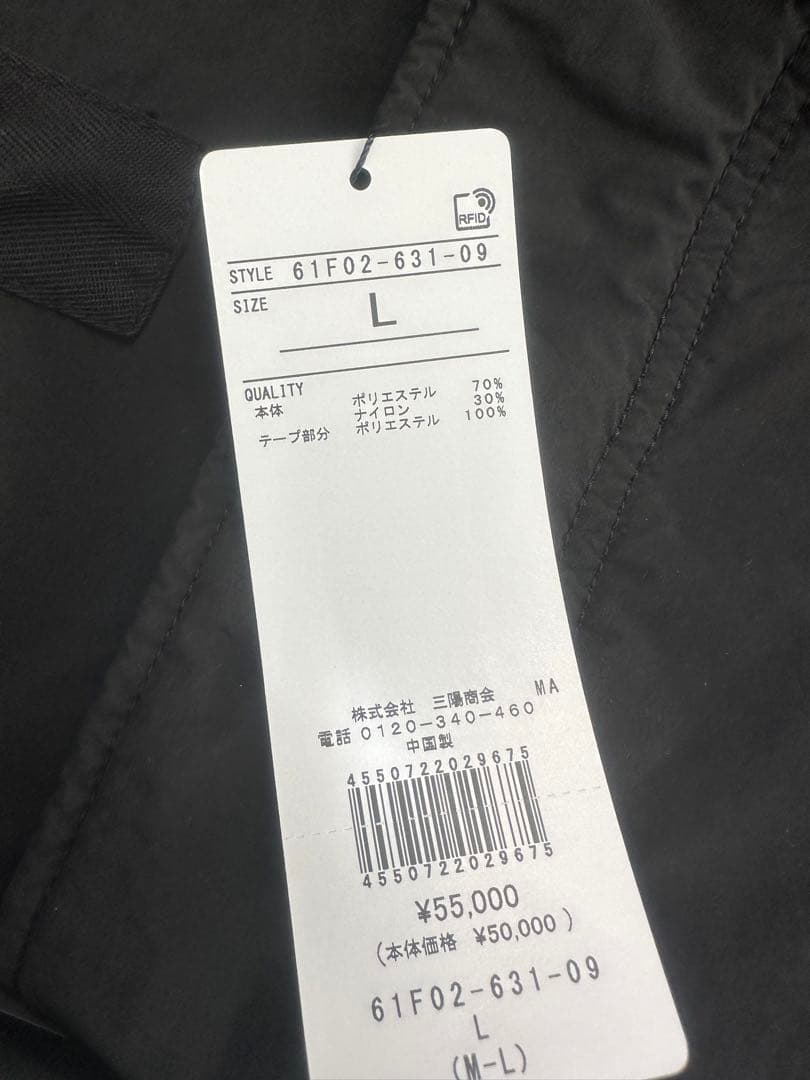 RFID
STYLE 61F02-631-09
SIZE L
QUALITY
本体 ポリエステル 70%
ナイロン 30%
テープ部分 ポリエステル 100%
株式会社 三陽商会 MA
電話 0120-340-460
中国製
4550722029675
4550722029675
¥55,000
(本体価格 ¥50,000)
61F02-631-09
L
(M-L)